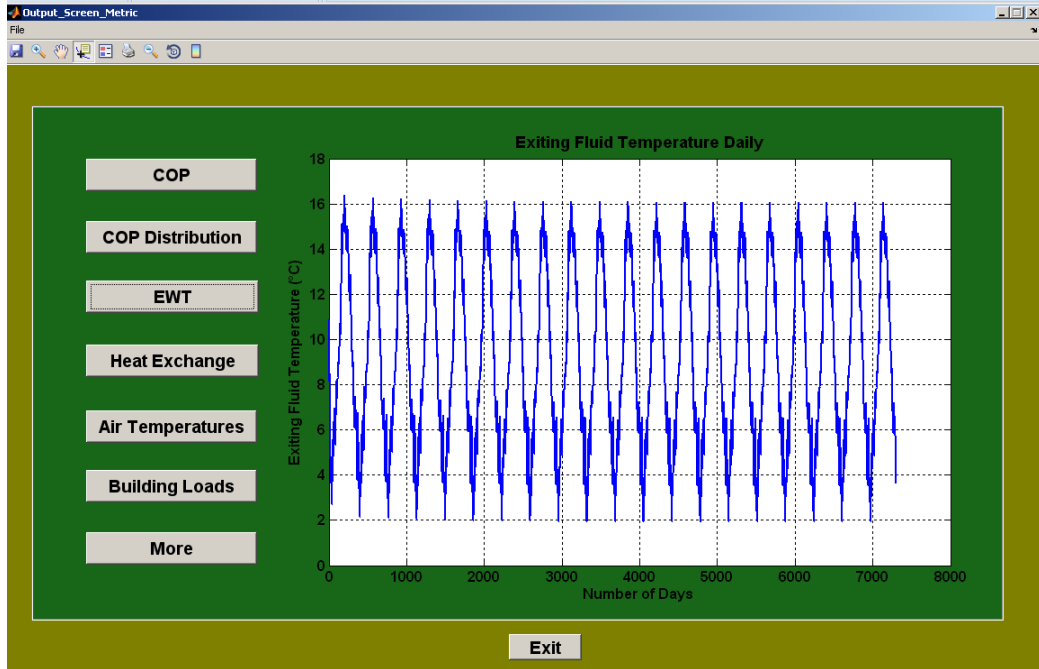 Output_Screen_Metric
File
COP
COP Distribution
EWT
Heat Exchange
Air Temperatures
Building Loads
More
Exiting Fluid Temperature Daily
Exiting Fluid Temperature (°C)
18
16
14
12
10
8
6
4
2
0
0 1000 2000 3000 4000 5000 6000 7000 8000
Number of Days
Exit